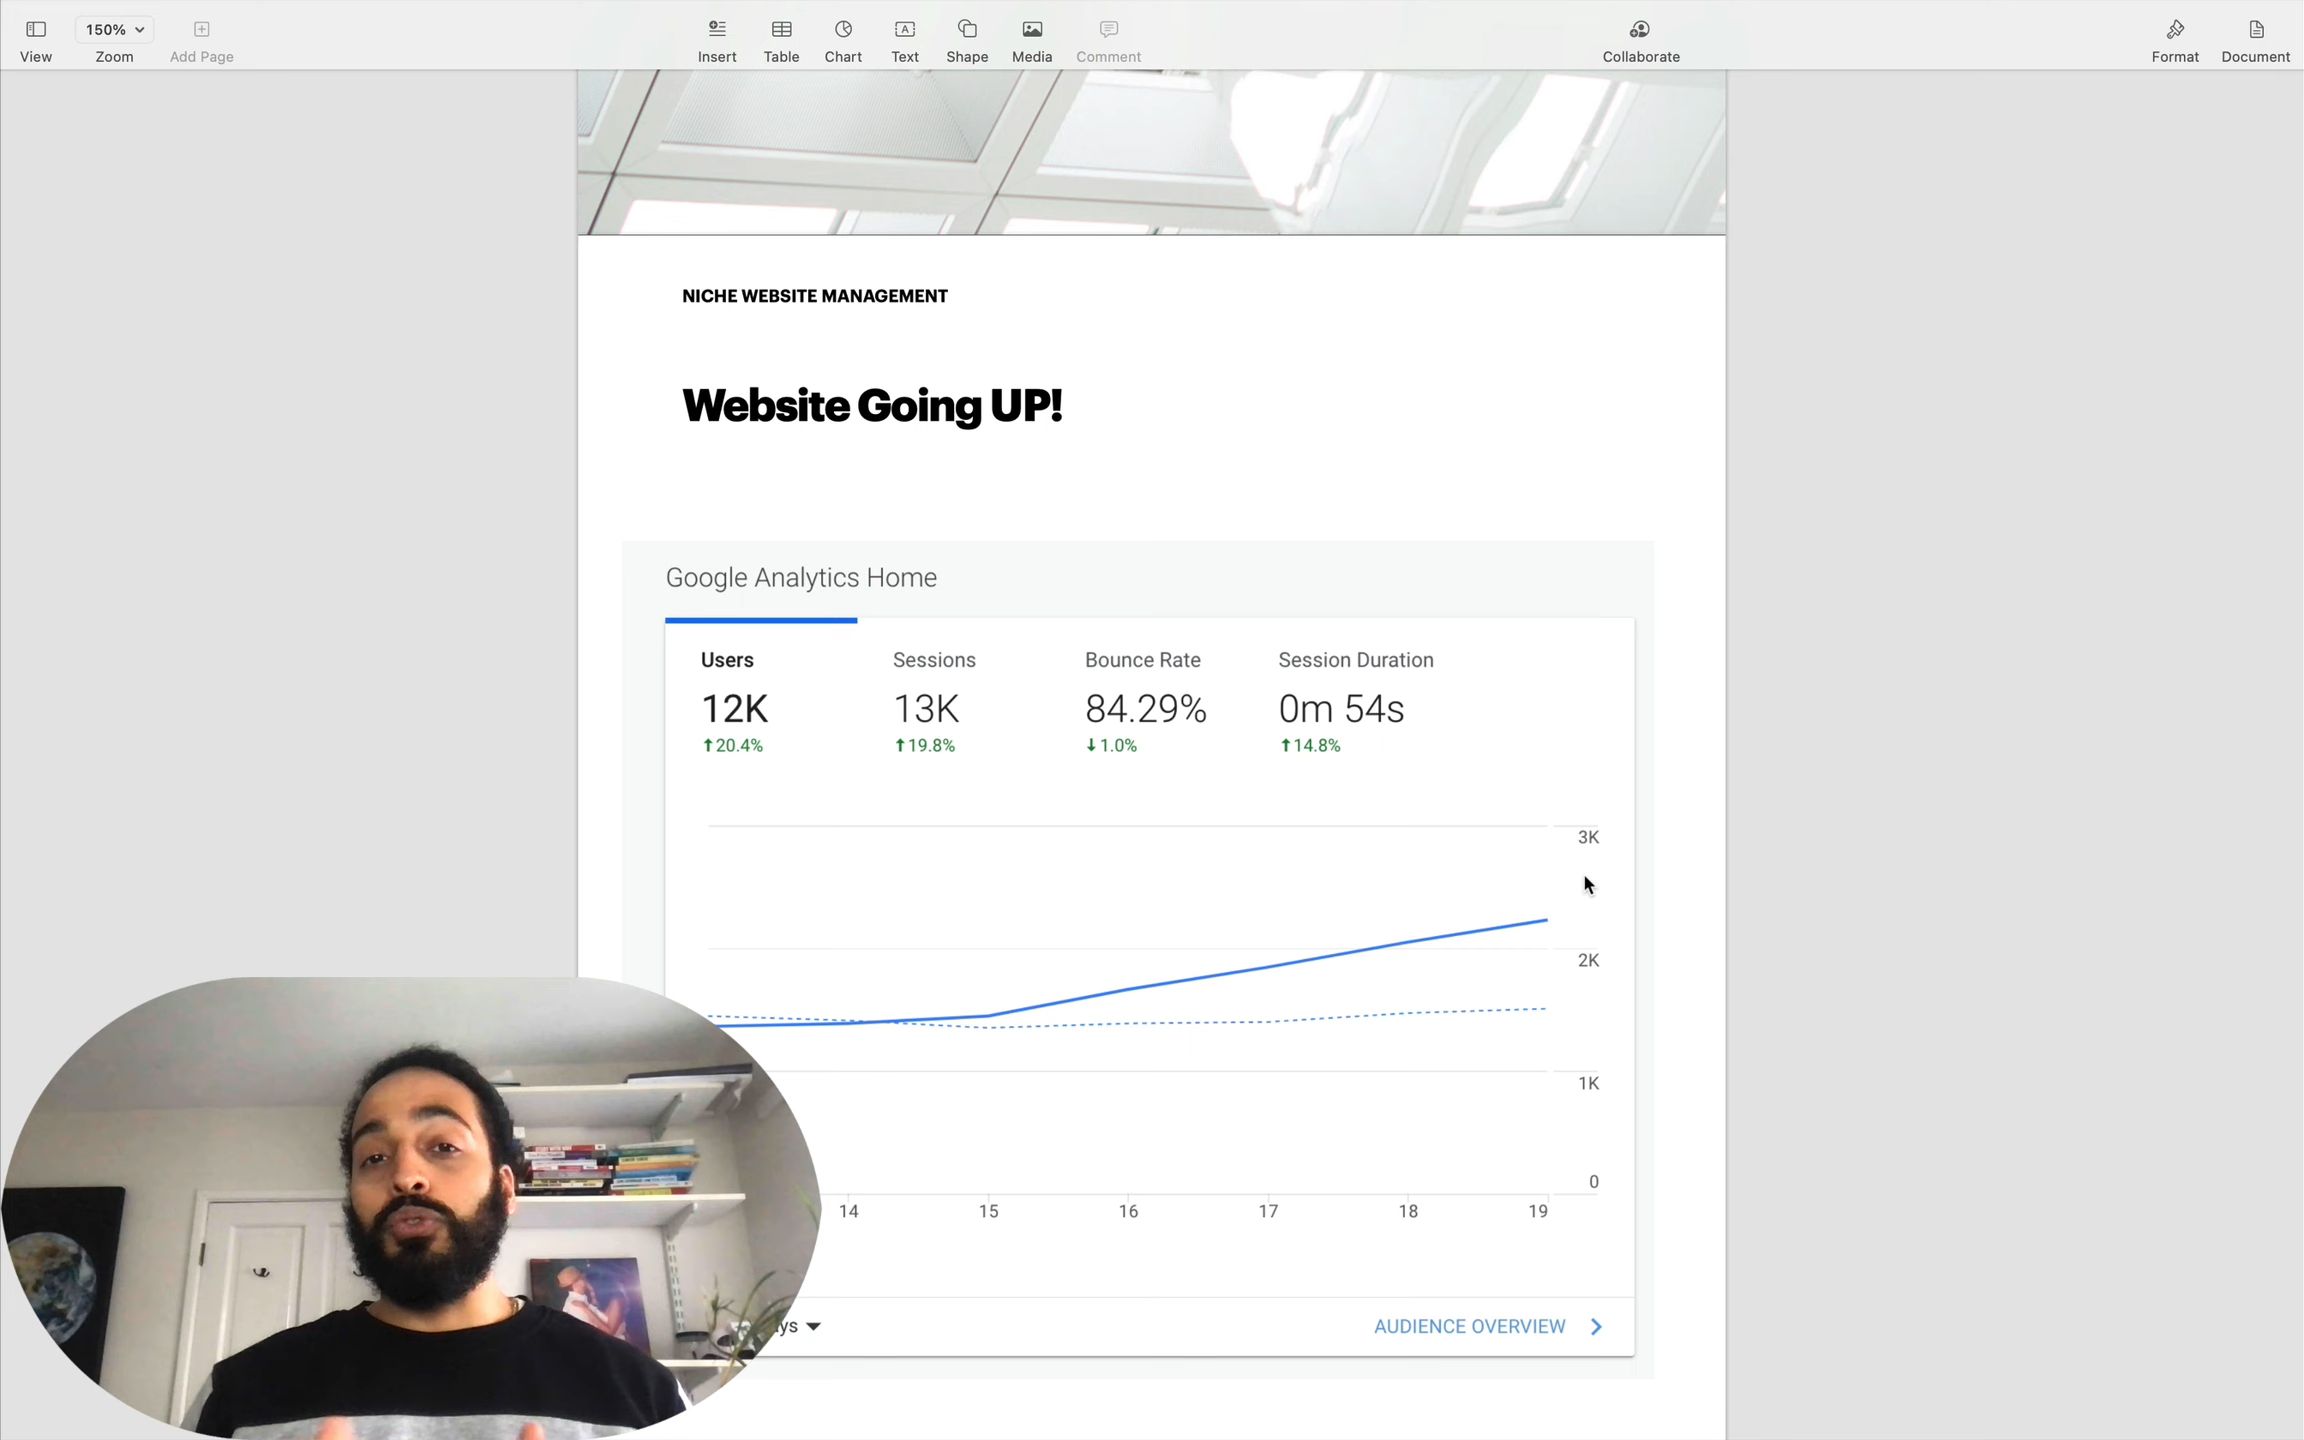 View
150%
Zoom
Add Page
Insert
Table
Chart
Text
Shape
Media
Comment
Collaborate
Format
Document
NICHE WEBSITE MANAGEMENT
Website Going UP!
Google Analytics Home
Users Sessions Bounce Rate Session Duration
12K 13K 84.29% 0m 54s
↑20.4% ↑19.8% ↓1.0% ↑14.8%
3K
2K
1K
0
14 15 16 17 18 19
ys AUDIENCE OVERVIEW